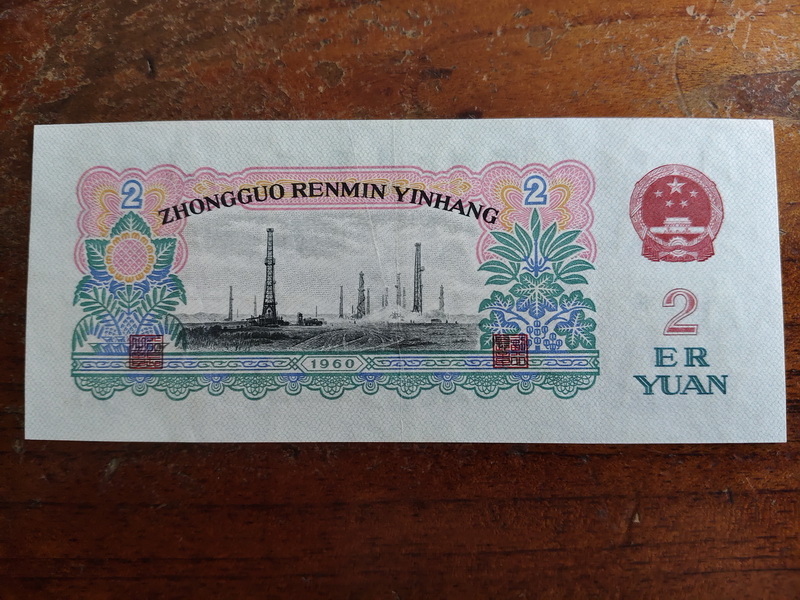 2
ZHONGGUO RENMIN YINHANG
2
1960
2
ER
YUAN